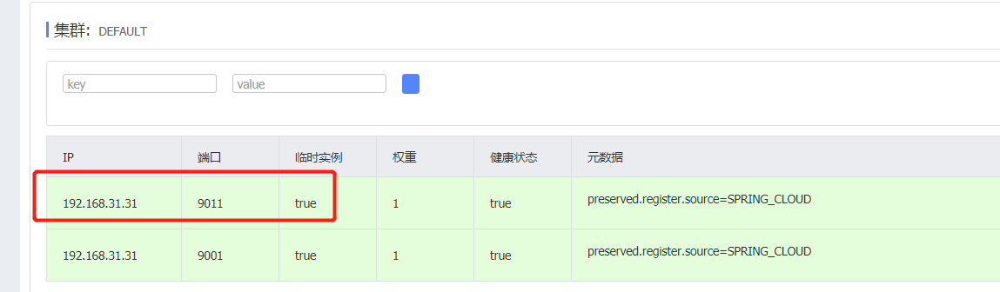 集群: DEFAULT
key value
IP 端口 临时实例 权重 健康状态 元数据
192.168.31.31 9011 true 1 true preserved.register.source=SPRING_CLOUD
192.168.31.31 9001 true 1 true preserved.register.source=SPRING_CLOUD